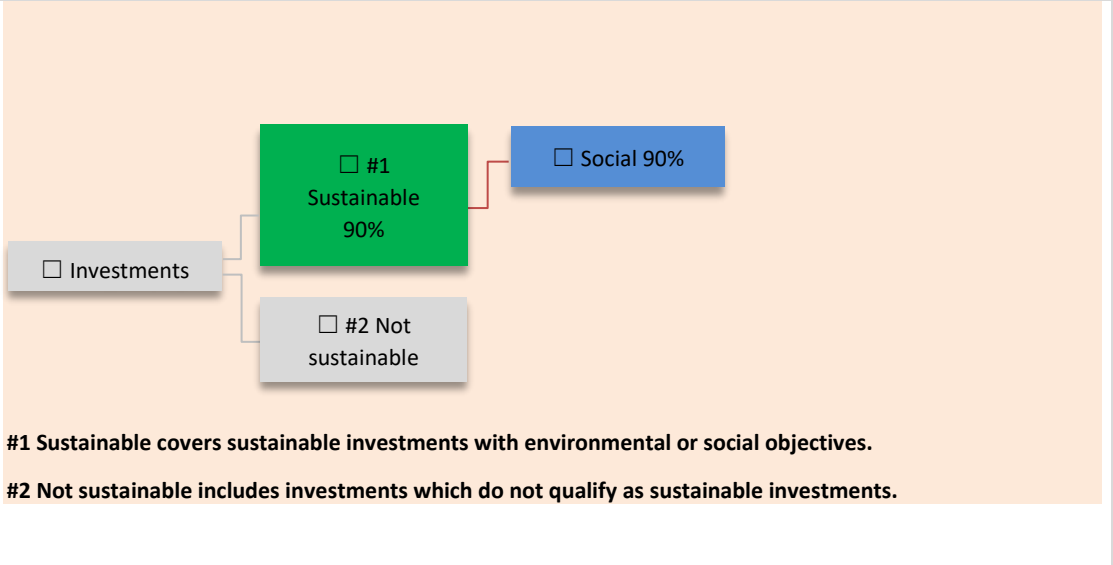 ☐ #1
Sustainable
90%
☐ Social 90%
☐ Investments
☐ #2 Not
sustainable
#1 Sustainable covers sustainable investments with environmental or social objectives.
#2 Not sustainable includes investments which do not qualify as sustainable investments.